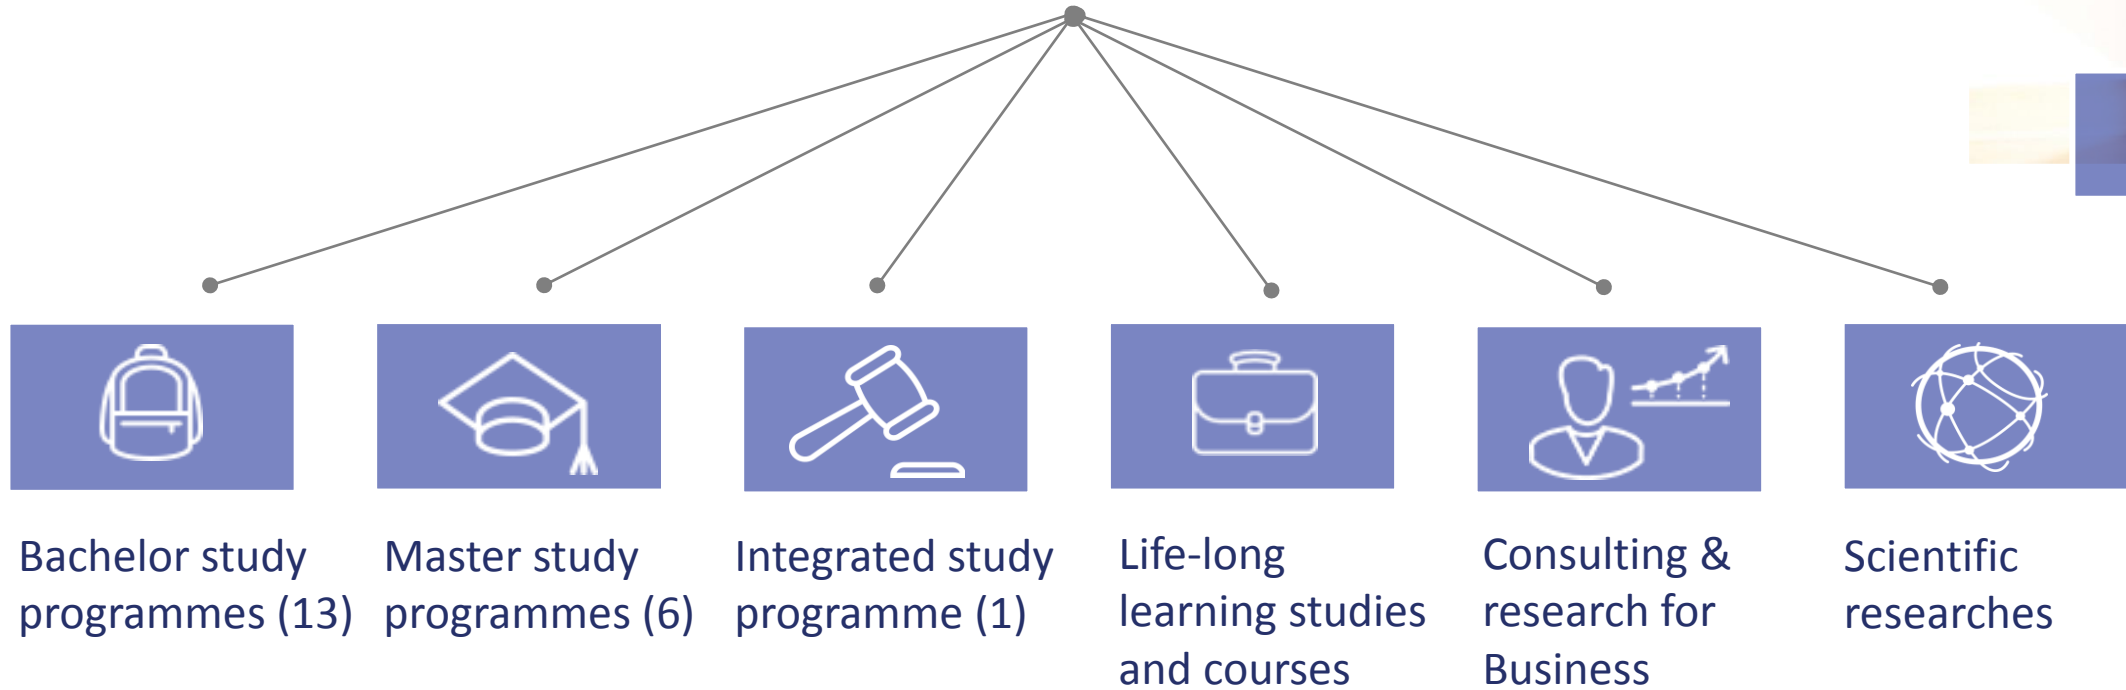 Bachelor study
programmes (13)
Master study
programmes (6)
Integrated study
programme (1)
Life-long
learning studies
and courses
Consulting &
research for
Business
Scientific
researches